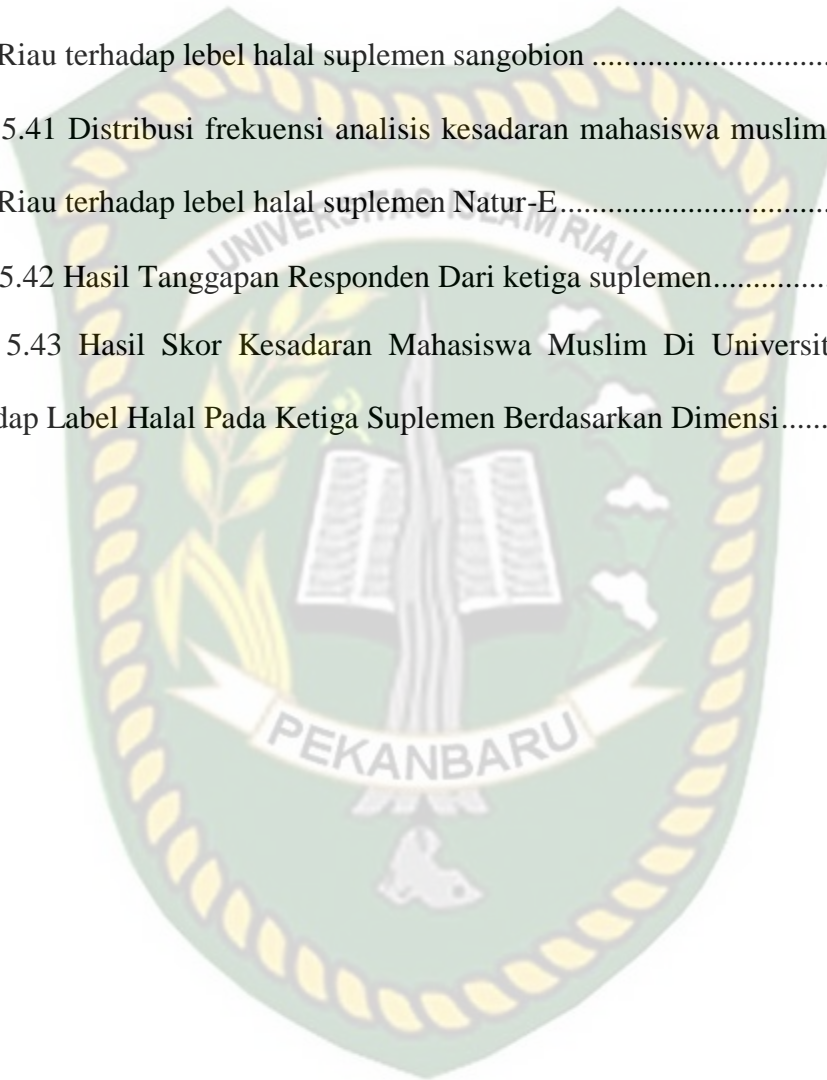 Riau terhadap lebel halal suplemen sangobion ............................
5.41 Distribusi frekuensi analisis kesadaran mahasiswa muslim
Riau terhadap lebel halal suplemen Natur-E................................
UNIVERSITAS ISLAM RIAU
5.42 Hasil Tanggapan Responden Dari ketiga suplemen...............
5.43 Hasil Skor Kesadaran Mahasiswa Muslim Di Universit
dap Label Halal Pada Ketiga Suplemen Berdasarkan Dimensi......
PEKANBARU